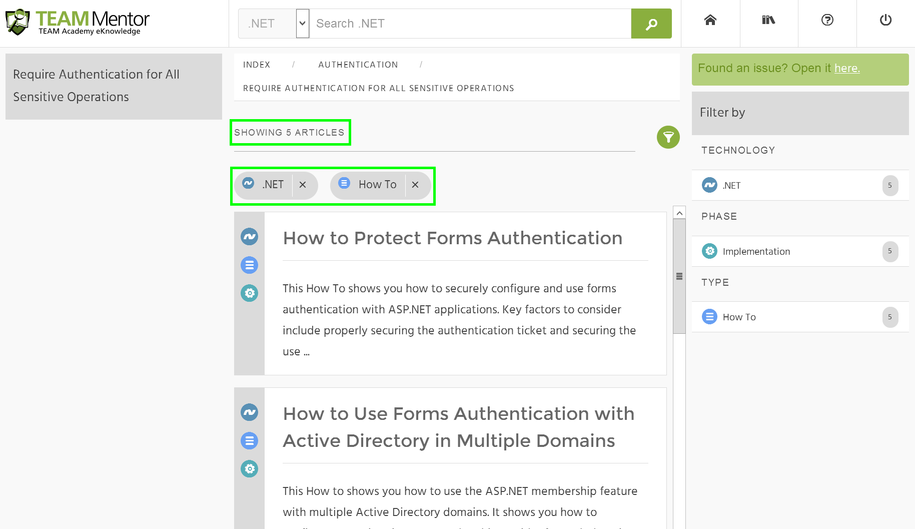 TEAM Mentor
TEAM Academy eKnowledge
.NET
Search .NET
Require Authentication for All
Sensitive Operations
INDEX / AUTHENTICATION /
REQUIRE AUTHENTICATION FOR ALL SENSITIVE OPERATIONS
SHOWING 5 ARTICLES
.NET ×
How To ×
How to Protect Forms Authentication
This How To shows you how to securely configure and use forms
authentication with ASP.NET applications. Key factors to consider
include properly securing the authentication ticket and securing the
use ...
How to Use Forms Authentication with
Active Directory in Multiple Domains
This How to shows you how to use the ASP.NET membership feature
with multiple Active Directory domains. It shows you how to
Found an issue? Open it here.
Filter by
TECHNOLOGY
.NET 5
PHASE
Implementation 5
TYPE
How To 5